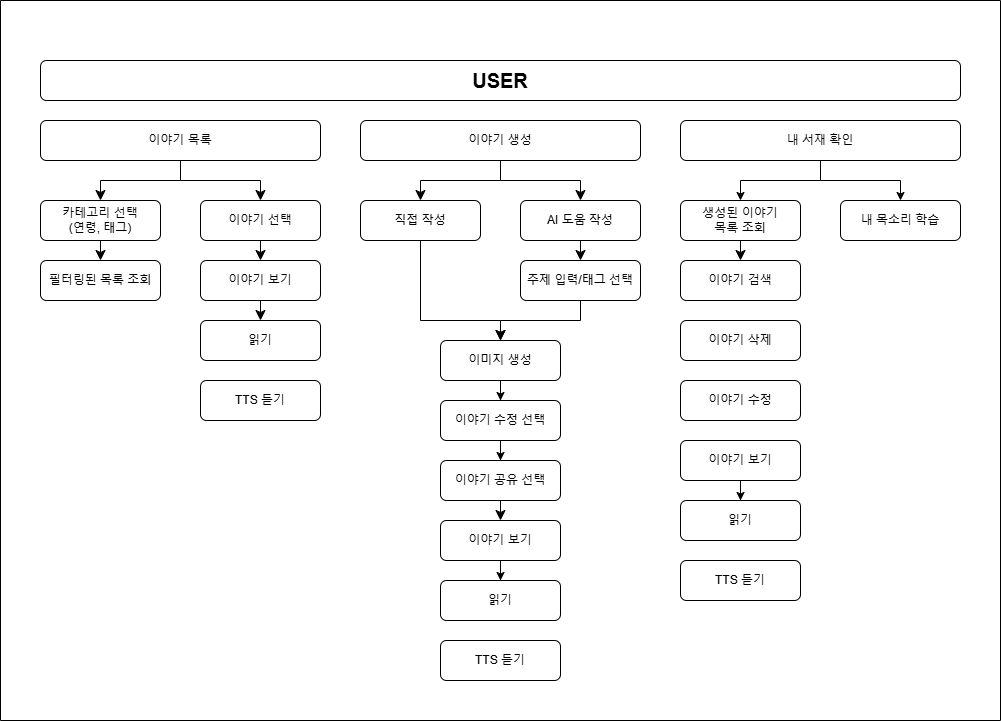 USER
이야기 목록
카테고리 선택
(연령, 태그)
필터링된 목록 조회
이야기 선택
이야기 보기
읽기
TTS 듣기
이야기 생성
직접 작성
AI 도움 작성
주제 입력/태그 선택
이미지 생성
이야기 수정 선택
이야기 공유 선택
이야기 보기
읽기
TTS 듣기
내 서재 확인
생성된 이야기
목록 조회
이야기 검색
이야기 삭제
이야기 수정
이야기 보기
읽기
TTS 듣기
내 목소리 학습